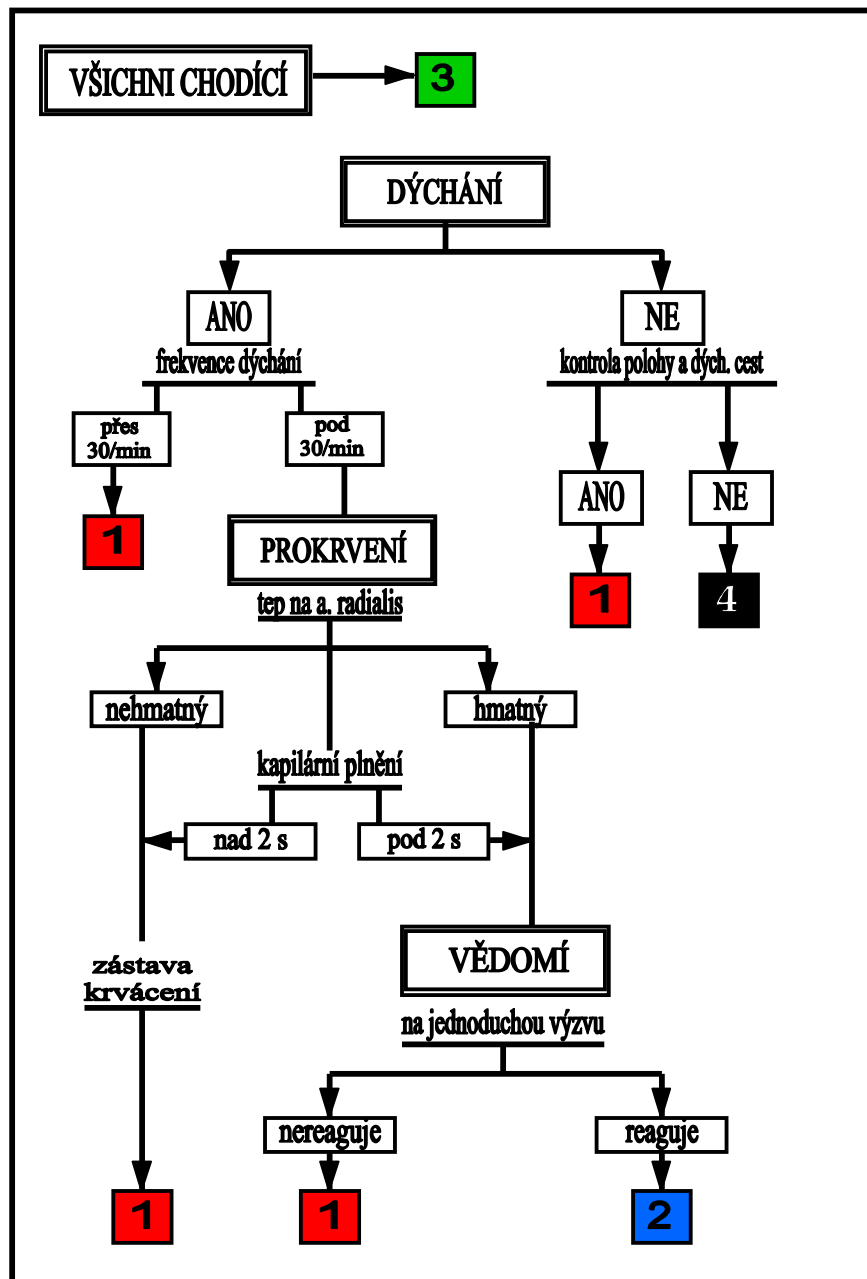 VŠICHNI CHODÍCÍ
3
DÝCHÁNÍ
ANO
NE
frekvence dýchání
kontrola polohy a dých. cest
přes
30/min
pod
30/min
ANO
NE
1
PROKRVENÍ
1
4
tep na a. radialis
nehmatný
hmatný
kapilární plnění
nad 2 s
pod 2 s
zástava
krvácení
VĚDOMÍ
na jednoduchou výzvu
nereaguje
reaguje
1
1
2